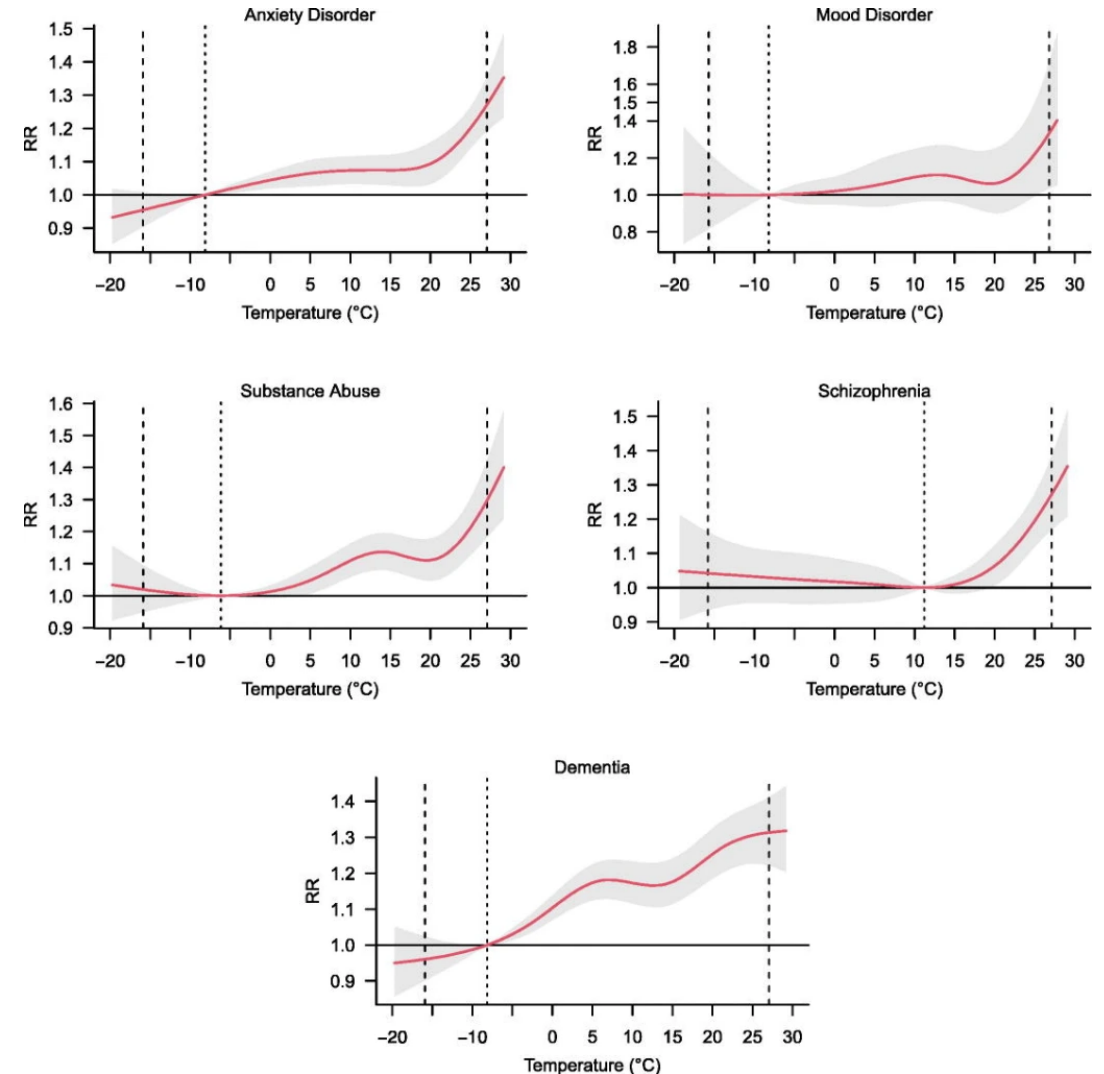 Anxiety Disorder
1.5
1.4
1.3
1.2
1.1
1.0
0.9
RR
−20 −10 0 5 10 15 20 25 30
Temperature (°C)
Mood Disorder
1.8
1.6
1.5
1.4
1.2
1.0
0.8
RR
−20 −10 0 5 10 15 20 25 30
Temperature (°C)
Substance Abuse
1.6
1.5
1.4
1.3
1.2
1.1
1.0
0.9
RR
−20 −10 0 5 10 15 20 25 30
Temperature (°C)
Schizophrenia
1.5
1.4
1.3
1.2
1.1
1.0
0.9
RR
−20 −10 0 5 10 15 20 25 30
Temperature (°C)
Dementia
1.4
1.3
1.2
1.1
1.0
0.9
RR
−20 −10 0 5 10 15 20 25 30
Temperature (°C)